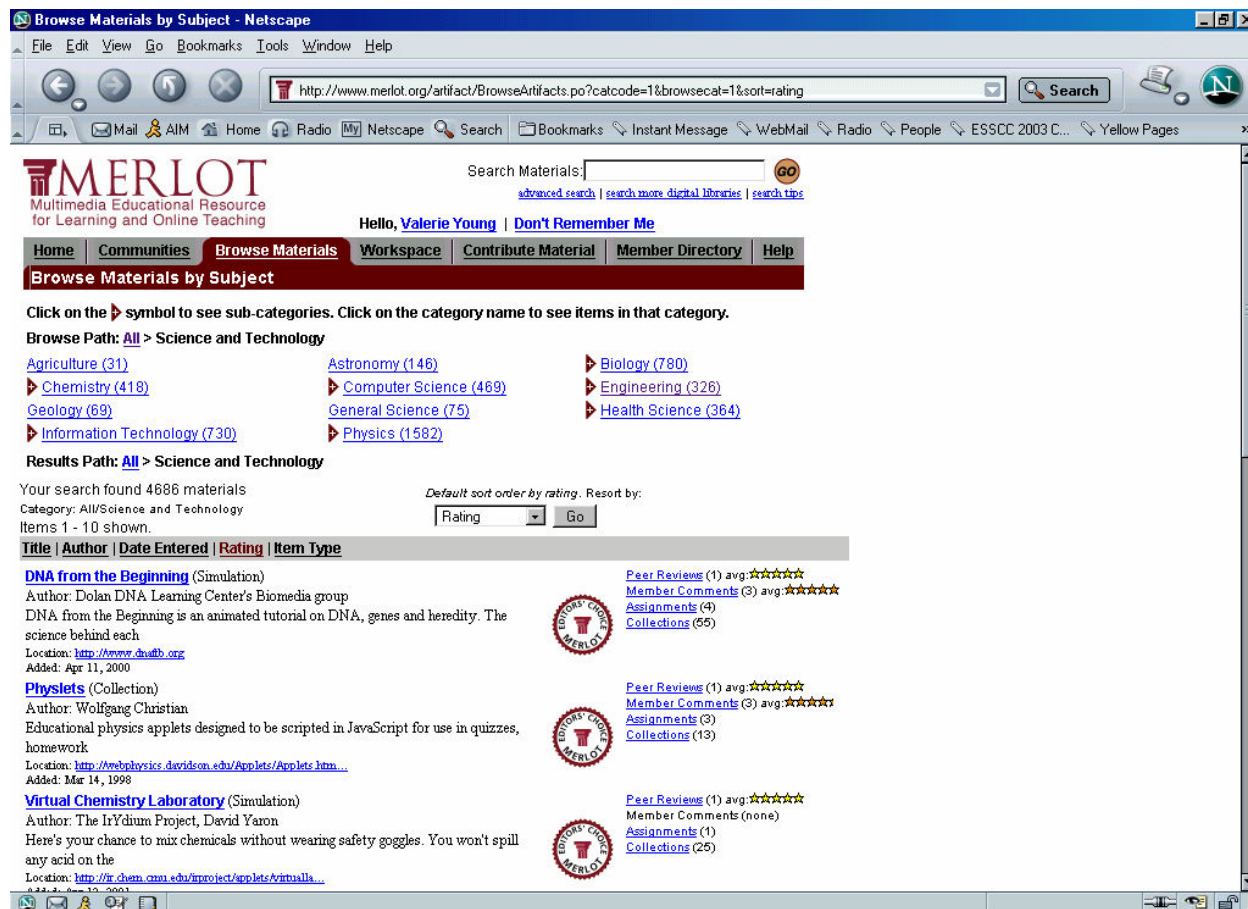 Browse Materials by Subject - Netscape
File Edit View Go Bookmarks Tools Window Help
http://www.merlot.org/artifact/BrowseArtifacts.po?catcode=1&browsecat=1&sort=rating Search N
Mail AIM Home Radio My Netscape Search Bookmarks Instant Message WebMail Radio People ESSCC 2003 C... Yellow Pages
MERLOT
Multimedia Educational Resource
for Learning and Online Teaching
Search Materials: GO
advanced search | search more digital libraries | search tips
Hello, Valerie Young | Don't Remember Me
Home Communities Browse Materials Workspace Contribute Material Member Directory Help
Browse Materials by Subject
Click on the symbol to see sub-categories. Click on the category name to see items in that category.
Browse Path: All > Science and Technology
Agriculture (31) Astronomy (146) Biology (780)
Chemistry (418) Computer Science (469) Engineering (326)
Geology (69) General Science (75) Health Science (364)
Information Technology (730) Physics (1582)
Results Path: All > Science and Technology
Your search found 4686 materials
Category: All/Science and Technology
Items 1 - 10 shown.
Default sort order by rating. Resort by:
Rating Go
Title | Author | Date Entered | Rating | Item Type
DNA from the Beginning (Simulation)
Author: Dolan DNA Learning Center's Biomedia group
DNA from the Beginning is an animated tutorial on DNA, genes and heredity. The
science behind each
Location: http://www.dnaftb.org
Added: Apr 11, 2000
EDITORS' CHOICE MERLOT
Peer Reviews (1) avg:
Member Comments (3) avg:
Assignments (4)
Collections (55)
Physlets (Collection)
Author: Wolfgang Christian
Educational physics applets designed to be scripted in JavaScript for use in quizzes,
homework
Location: http://webphysics.davidson.edu/Applets/Applets.htm...
Added: Mar 14, 1998
EDITORS' CHOICE MERLOT
Peer Reviews (1) avg:
Member Comments (3) avg:
Assignments (3)
Collections (13)
Virtual Chemistry Laboratory (Simulation)
Author: The IrYdium Project, David Yaron
Here's your chance to mix chemicals without wearing safety goggles. You won't spill
any acid on the
Location: http://ir.chem.cmu.edu/irproject/applets/virtualla...
EDITORS' CHOICE MERLOT
Peer Reviews (1) avg:
Member Comments (none)
Assignments (1)
Collections (25)